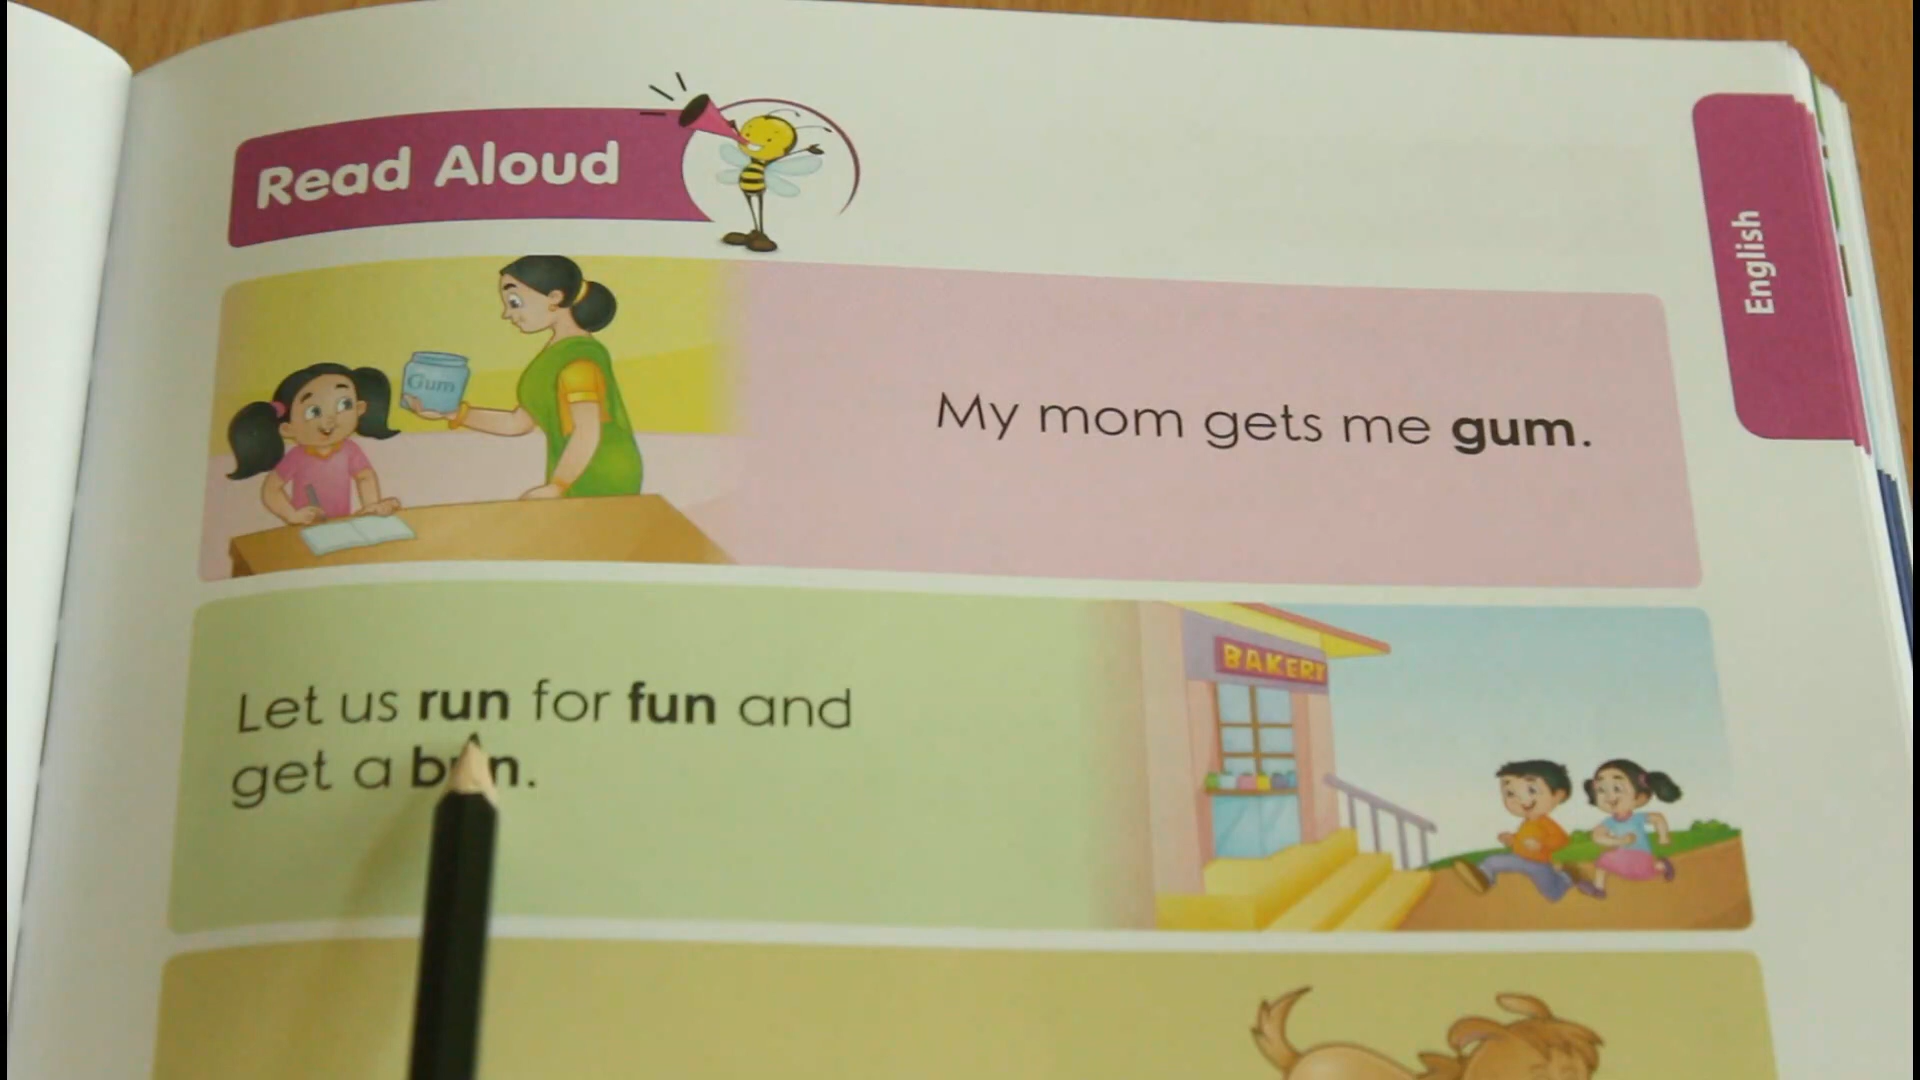 Read Aloud
English
Gum
My mom gets me gum.
Let us run for fun and
get a bun.
BAKERY